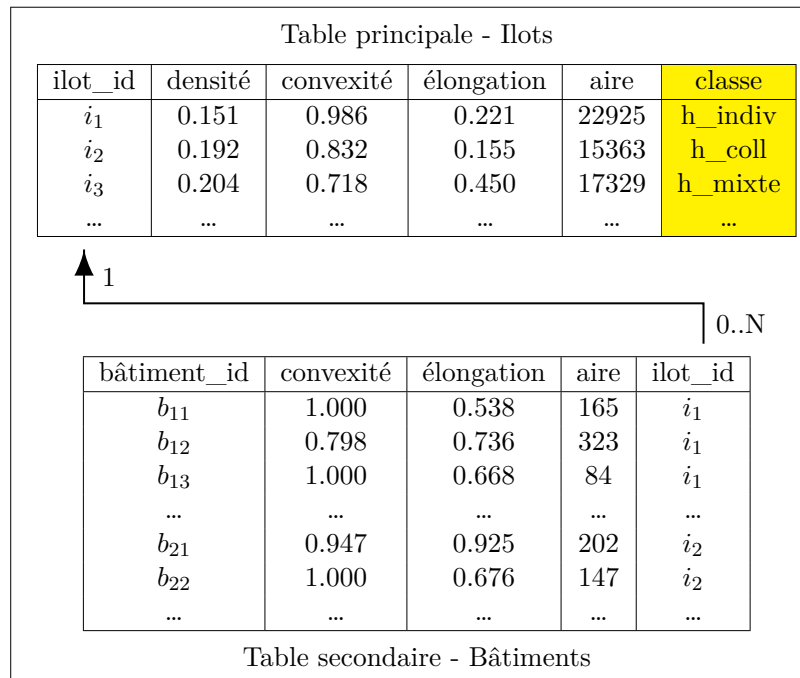 Table principale - Ilots
ilot_id densité convexité élongation aire classe
i1 0.151 0.986 0.221 22925 h_indiv
i2 0.192 0.832 0.155 15363 h_coll
i3 0.204 0.718 0.450 17329 h_mixte
... ... ... ... ... ...
1
0..N
bâtiment_id convexité élongation aire ilot_id
b11 1.000 0.538 165 i1
b12 0.798 0.736 323 i1
b13 1.000 0.668 84 i1
... ... ... ... ...
b21 0.947 0.925 202 i2
b22 1.000 0.676 147 i2
... ... ... ... ...
Table secondaire - Bâtiments